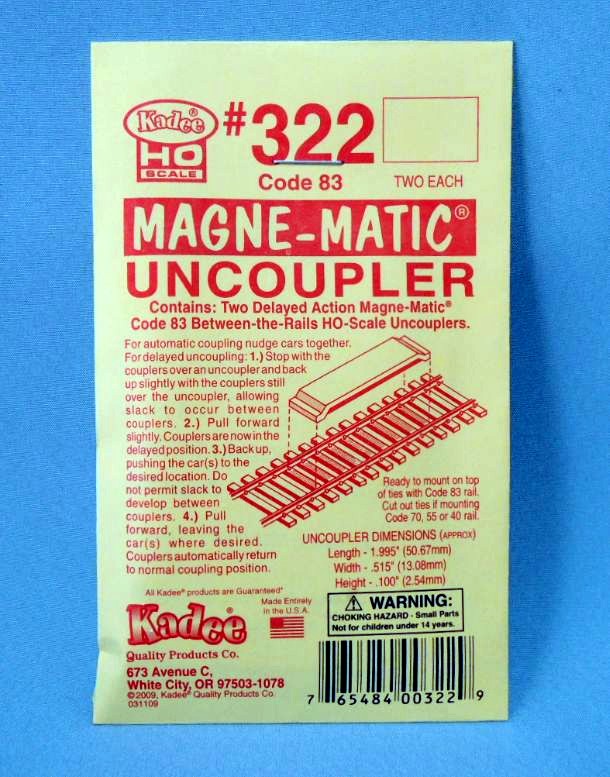 Kadee®
HO
SCALE
#322
Code 83
TWO EACH
MAGNE-MATIC®
UNCOUPLER
Contains: Two Delayed Action Magne-Matic®
Code 83 Between-the-Rails HO-Scale Uncouplers.
For automatic coupling nudge cars together.
For delayed uncoupling: 1.) Stop with the
couplers over an uncoupler and back
up slightly with the couplers still
over the uncoupler, allowing
slack to occur between
couplers. 2.) Pull forward
slightly. Couplers are now in the
delayed position. 3.) Back up,
pushing the car(s) to the
desired location. Do
not permit slack to
develop between
couplers. 4.) Pull
forward, leaving the
car(s) where desired.
Couplers automatically return
to normal coupling position.
Ready to mount on top
of ties with Code 83 rail.
Cut out ties if mounting
Code 70, 55 or 40 rail.
UNCOUPLER DIMENSIONS (APPROX)
Length - 1.995" (50.67mm)
Width - .515" (13.08mm)
Height - .100" (2.54mm)
All Kadee® products are Guaranteed"
Made Entirely
in the U.S.A.
Kadee®
Quality Products Co.
673 Avenue C,
White City, OR 97503-1078
©2009, Kadee® Quality Products Co.
031109
WARNING:
CHOKING HAZARD - Small Parts
Not for children under 14 years.
7 65484 00322 9